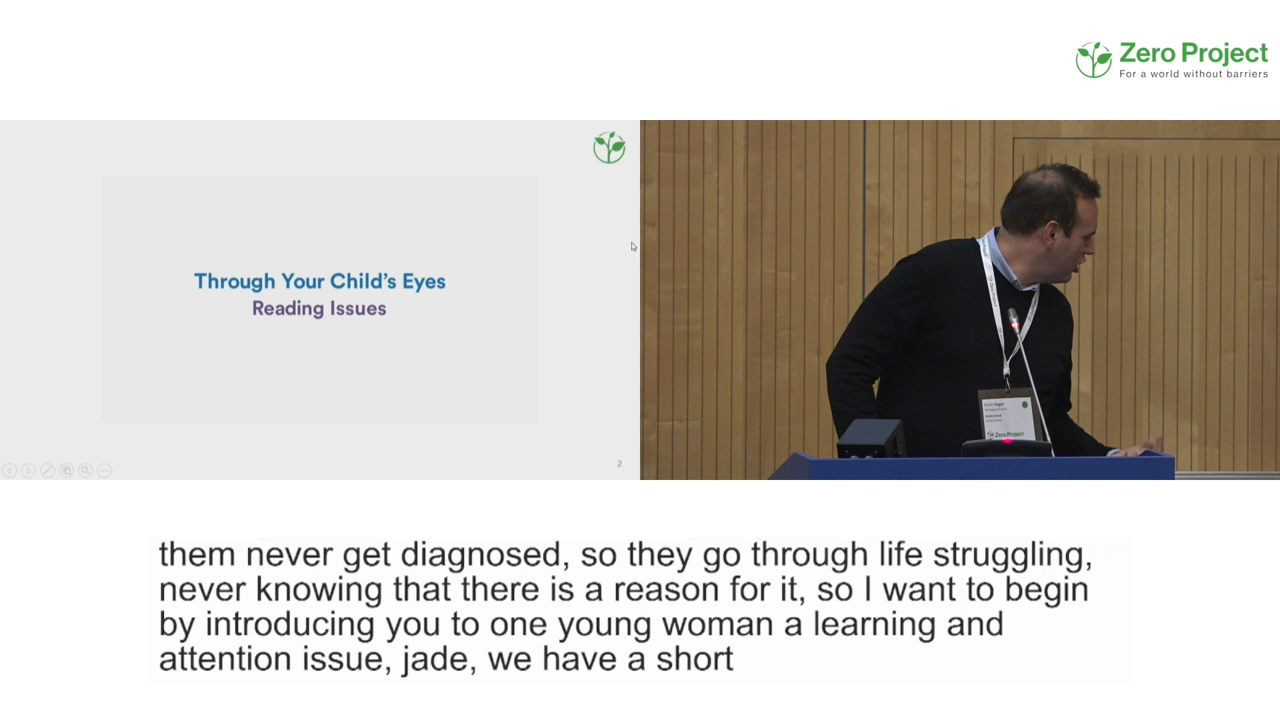 Zero Project
For a world without barriers
Through Your Child's Eyes
Reading Issues
2
Zero Project
them never get diagnosed, so they go through life struggling,
never knowing that there is a reason for it, so I want to begin
by introducing you to one young woman a learning and
attention issue, jade, we have a short